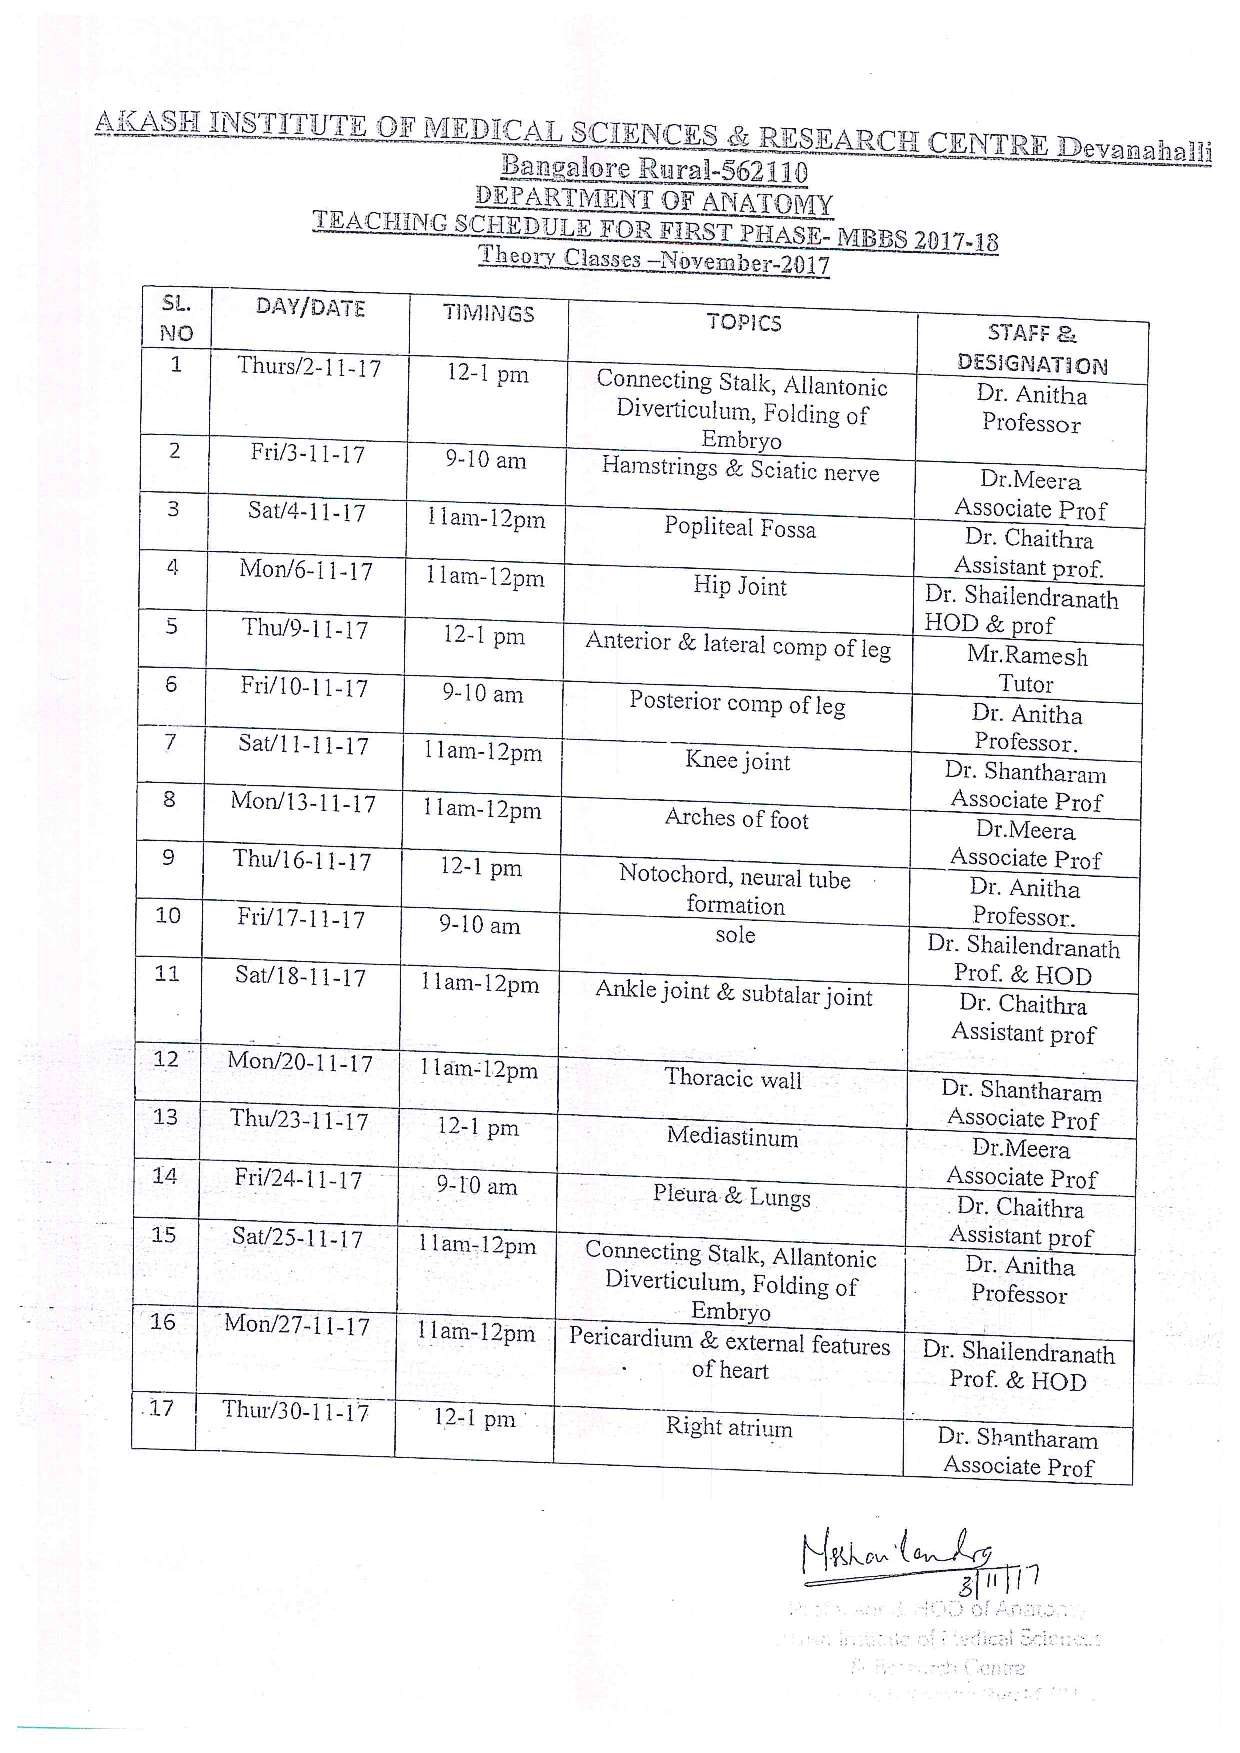 AKASH INSTITUTE OF MEDICAL SCIENCES & RESEARCH CENTRE Devanahalli
Bangalore Rural-562110
DEPARTMENT OF ANATOMY
TEACHING SCHEDULE FOR FIRST PHASE- MBBS 2017-18
Theory Classes –November-2017
SL. NO DAY/DATE TIMINGS TOPICS STAFF & DESIGNATION
1 Thurs/2-11-17 12-1 pm Connecting Stalk, Allantonic Diverticulum, Folding of Embryo Dr. Anitha Professor
2 Fri/3-11-17 9-10 am Hamstrings & Sciatic nerve Dr.Meera Associate Prof
3 Sat/4-11-17 11am-12pm Popliteal Fossa Dr. Chaithra Assistant prof.
4 Mon/6-11-17 11am-12pm Hip Joint Dr. Shailendranath HOD & prof
5 Thu/9-11-17 12-1 pm Anterior & lateral comp of leg Mr.Ramesh Tutor
6 Fri/10-11-17 9-10 am Posterior comp of leg Dr. Anitha Professor.
7 Sat/11-11-17 11am-12pm Knee joint Dr. Shantharam Associate Prof
8 Mon/13-11-17 11am-12pm Arches of foot Dr.Meera Associate Prof
9 Thu/16-11-17 12-1 pm Notochord, neural tube formation Dr. Anitha Professor.
10 Fri/17-11-17 9-10 am sole Dr. Shailendranath Prof. & HOD
11 Sat/18-11-17 11am-12pm Ankle joint & subtalar joint Dr. Chaithra Assistant prof
12 Mon/20-11-17 11am-12pm Thoracic wall Dr. Shantharam Associate Prof
13 Thu/23-11-17 12-1 pm Mediastinum Dr.Meera Associate Prof
14 Fri/24-11-17 9-10 am Pleura & Lungs Dr. Chaithra Assistant prof
15 Sat/25-11-17 11am-12pm Connecting Stalk, Allantonic Diverticulum, Folding of Embryo Dr. Anitha Professor
16 Mon/27-11-17 11am-12pm Pericardium & external features of heart Dr. Shailendranath Prof. & HOD
17 Thur/30-11-17 12-1 pm Right atrium Dr. Shantharam Associate Prof
3/11/17
HOD of Anatomy
of Medical Sciences
& Research Centre